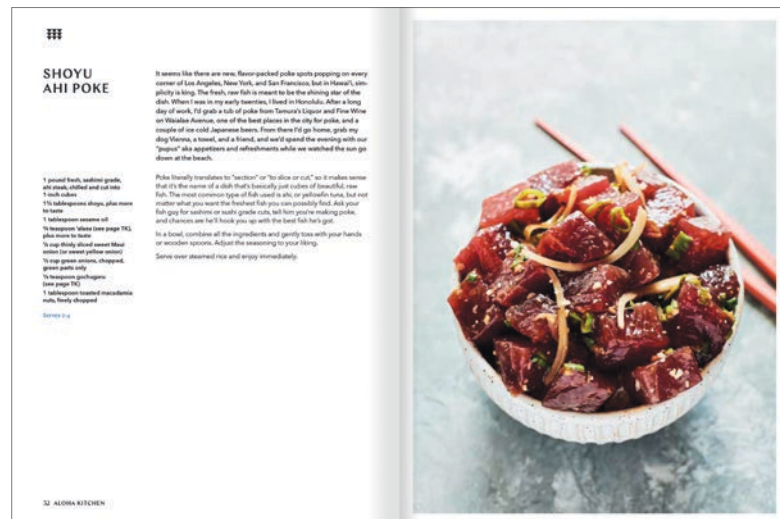 SHOYU
AHI POKE
It seems like there are new, flavor-packed poke spots popping on every
corner of Los Angeles, New York, and San Francisco, but in Hawai'i, sim-
plicity is king. The fresh, raw fish is meant to be the shining star of the
dish. When I was in my early twenties, I lived in Honolulu. After a long
day of work, I'd grab a tub of poke from Tamura's Liquor and Fine Wine
on Waialae Avenue, one of the best places in the city for poke, and a
couple of ice cold Japanese beers. From there I'd go home, grab my
dog Vienna, a towel, and a friend, and we'd spend the evening with our
"pupus" aka appetizers and refreshments while we watched the sun go
down at the beach.
Poke literally translates to "section" or "to slice or cut," so it makes sense
that it's the name of a dish that's basically just cubes of beautiful, raw
fish. The most common type of fish used is ahi, or yellowfin tuna, but not
matter what you want the freshest fish you can possibly find. Ask your
fish guy for sashimi or sushi grade cuts, tell him you're making poke,
and chances are he'll hook you up with the best fish he's got.
In a bowl, combine all the ingredients and gently toss with your hands
or wooden spoons. Adjust the seasoning to your liking.
Serve over steamed rice and enjoy immediately.
1 pound fresh, sashimi grade,
ahi steak, chilled and cut into
1-inch cubes
tablespoons shoyu, plus more
to taste
1 tablespoon sesame oil
teaspoon 'alaea (see page TK),
plus more to taste
cup thinly sliced sweet Maui
onion (or sweet yellow onion)
cup green onions, chopped,
green parts only
teaspoon gochugaru
(see page TK)
1 tablespoon toasted macadamia
nuts, finely chopped
Serves 2-4
32 ALOHA KITCHEN